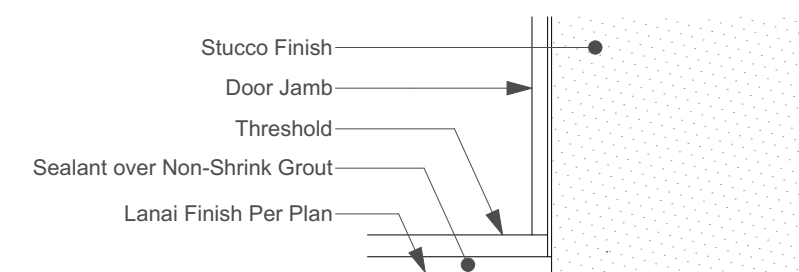 Stucco Finish
Door Jamb
Threshold
Sealant over Non-Shrink Grout
Lanai Finish Per Plan